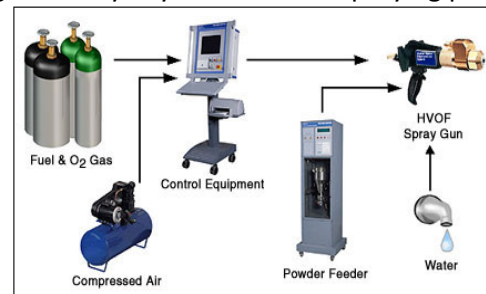 Fuel & O₂ Gas
Control Equipment
HVOF
Spray Gun
Compressed Air
Powder Feeder
Water